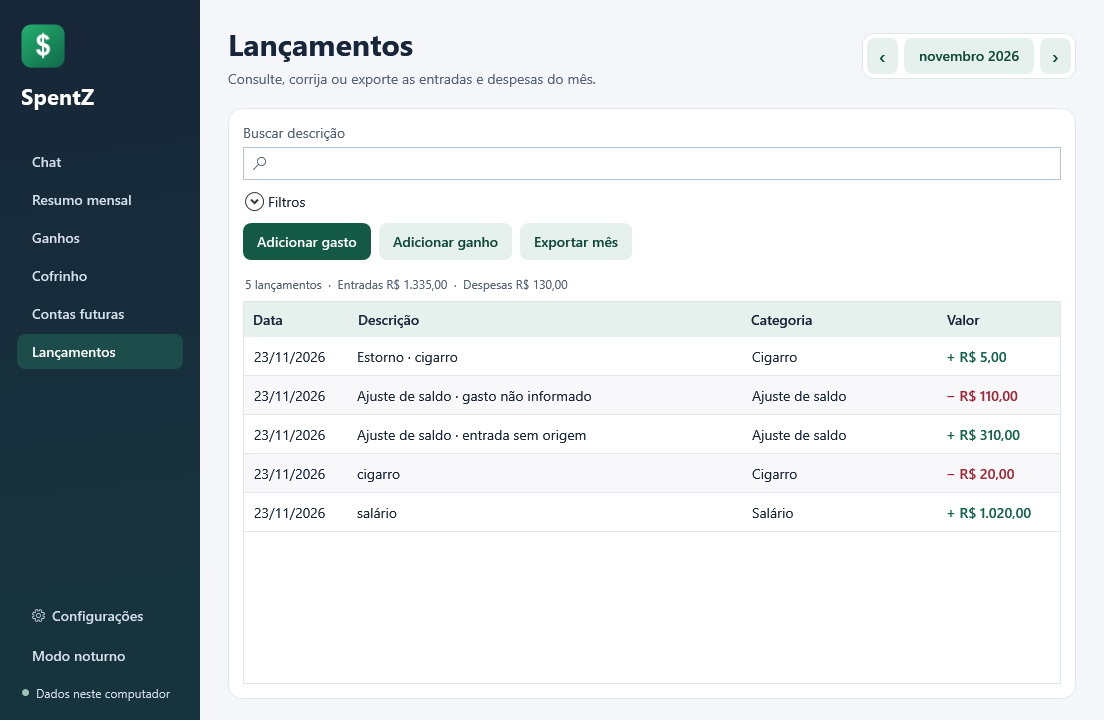 $
SpentZ
Chat
Resumo mensal
Ganhos
Cofrinho
Contas futuras
Lançamentos
Configurações
Modo noturno
Dados neste computador
Lançamentos
Consulte, corrija ou exporte as entradas e despesas do mês.
‹ novembro 2026 ›
Buscar descrição
Filtros
Adicionar gasto Adicionar ganho Exportar mês
5 lançamentos · Entradas R$ 1.335,00 · Despesas R$ 130,00
Data Descrição Categoria Valor
23/11/2026 Estorno · cigarro Cigarro + R$ 5,00
23/11/2026 Ajuste de saldo · gasto não informado Ajuste de saldo − R$ 110,00
23/11/2026 Ajuste de saldo · entrada sem origem Ajuste de saldo + R$ 310,00
23/11/2026 cigarro Cigarro − R$ 20,00
23/11/2026 salário Salário + R$ 1.020,00